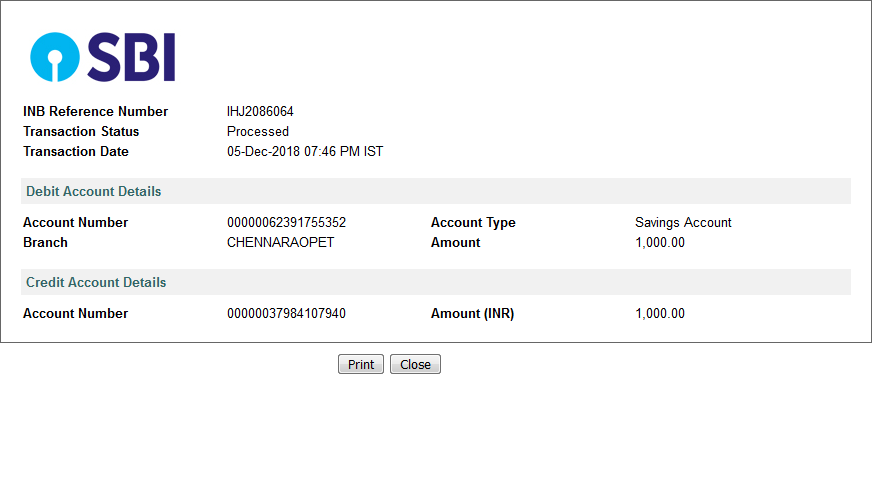 SBI
INB Reference Number IHJ2086064
Transaction Status Processed
Transaction Date 05-Dec-2018 07:46 PM IST
Debit Account Details
Account Number 00000062391755352 Account Type Savings Account
Branch CHENNARAOPET Amount 1,000.00
Credit Account Details
Account Number 00000037984107940 Amount (INR) 1,000.00
Print Close